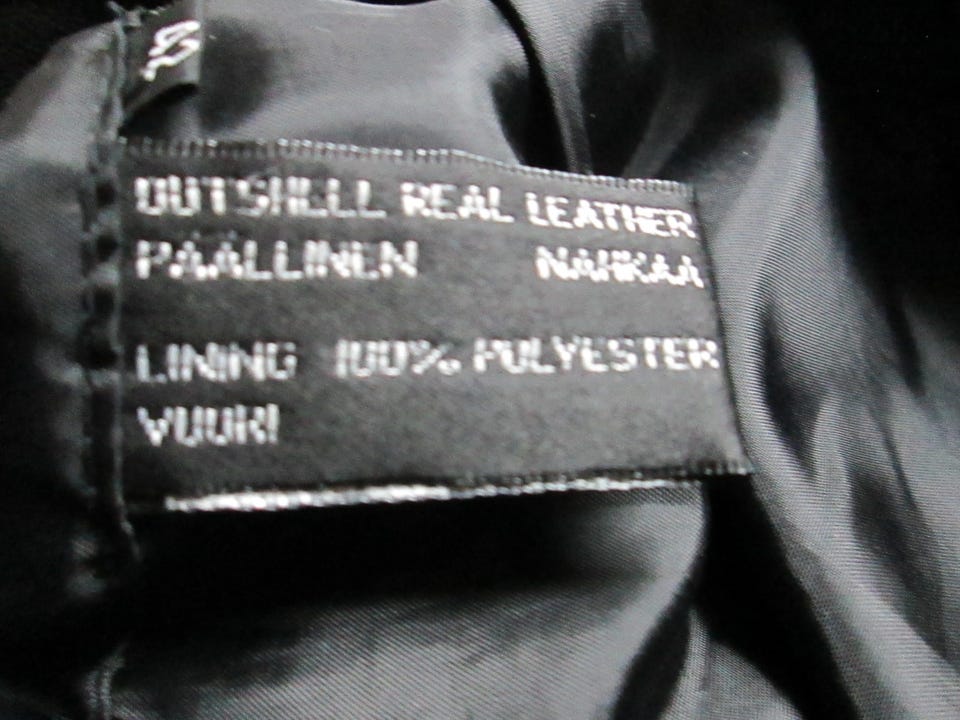 OUTSHELL REAL LEATHER
PÄÄLLINEN NAHKAA
LINING 100% POLYESTER
VUORI